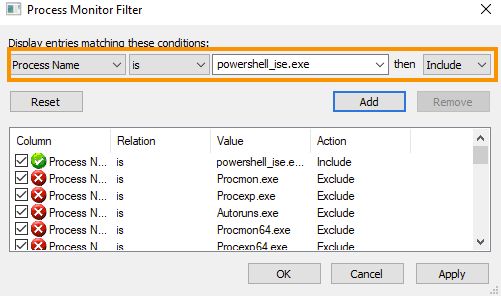 Process Monitor Filter
Display entries matching these conditions:
Process Name is powershell_ise.exe then Include
Reset Add Remove
Column Relation Value Action
Process N... is powershell_ise.e... Include
Process N... is Procmon.exe Exclude
Process N... is Procexp.exe Exclude
Process N... is Autoruns.exe Exclude
Process N... is Procmon64.exe Exclude
Process N... is Procexp64.exe Exclude
OK Cancel Apply